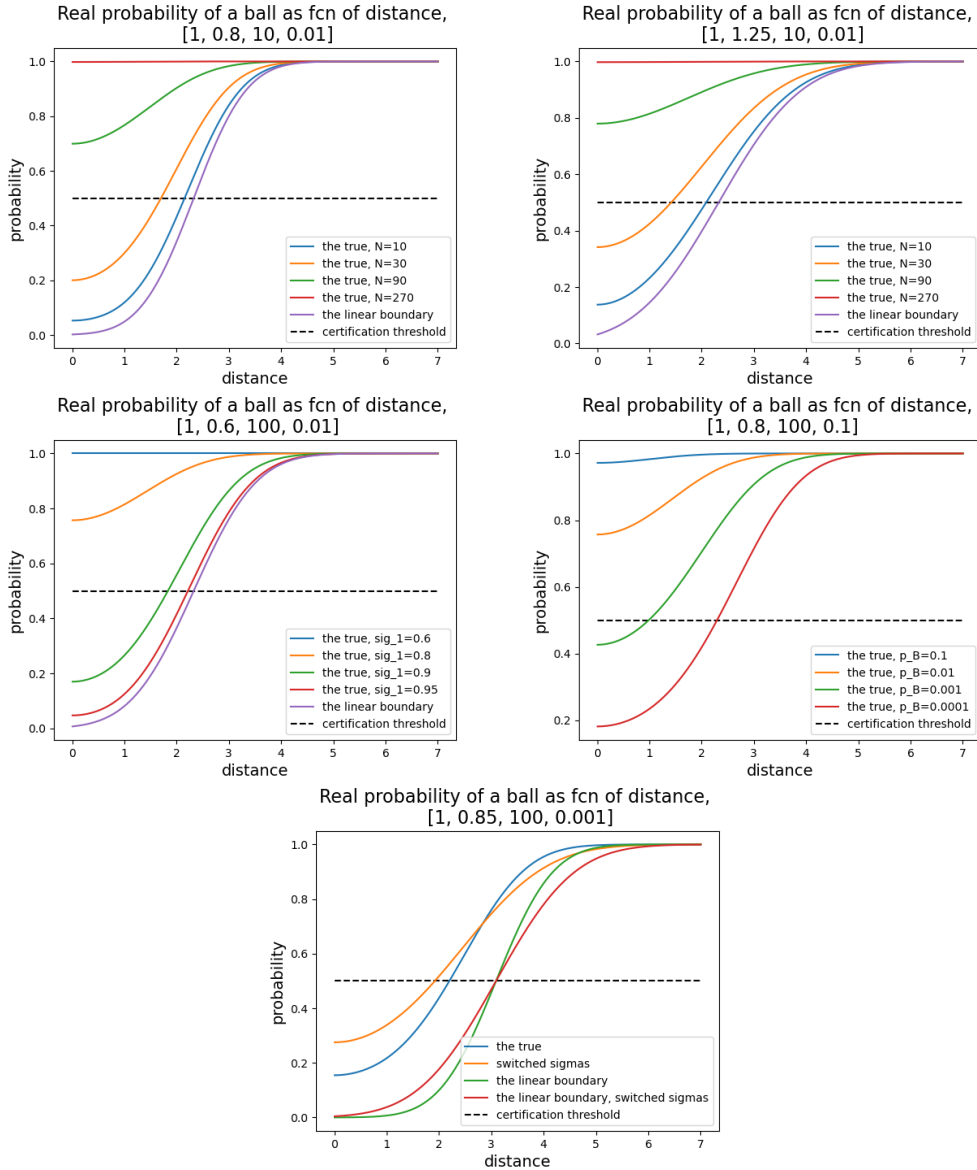 Real probability of a ball as fcn of distance,
[1, 0.8, 10, 0.01]
probability
1.0
0.8
0.6
0.4
0.2
0.0
the true, N=10
the true, N=30
the true, N=90
the true, N=270
the linear boundary
certification threshold
0 1 2 3 4 5 6 7
distance
Real probability of a ball as fcn of distance,
[1, 1.25, 10, 0.01]
probability
1.0
0.8
0.6
0.4
0.2
0.0
the true, N=10
the true, N=30
the true, N=90
the true, N=270
the linear boundary
certification threshold
0 1 2 3 4 5 6 7
distance
Real probability of a ball as fcn of distance,
[1, 0.6, 100, 0.01]
probability
1.0
0.8
0.6
0.4
0.2
0.0
the true, sig_1=0.6
the true, sig_1=0.8
the true, sig_1=0.9
the true, sig_1=0.95
the linear boundary
certification threshold
0 1 2 3 4 5 6 7
distance
Real probability of a ball as fcn of distance,
[1, 0.8, 100, 0.1]
probability
1.0
0.8
0.6
0.4
0.2
the true, p_B=0.1
the true, p_B=0.01
the true, p_B=0.001
the true, p_B=0.0001
certification threshold
0 1 2 3 4 5 6 7
distance
Real probability of a ball as fcn of distance,
[1, 0.85, 100, 0.001]
probability
1.0
0.8
0.6
0.4
0.2
0.0
the true
switched sigmas
the linear boundary
the linear boundary, switched sigmas
certification threshold
0 1 2 3 4 5 6 7
distance